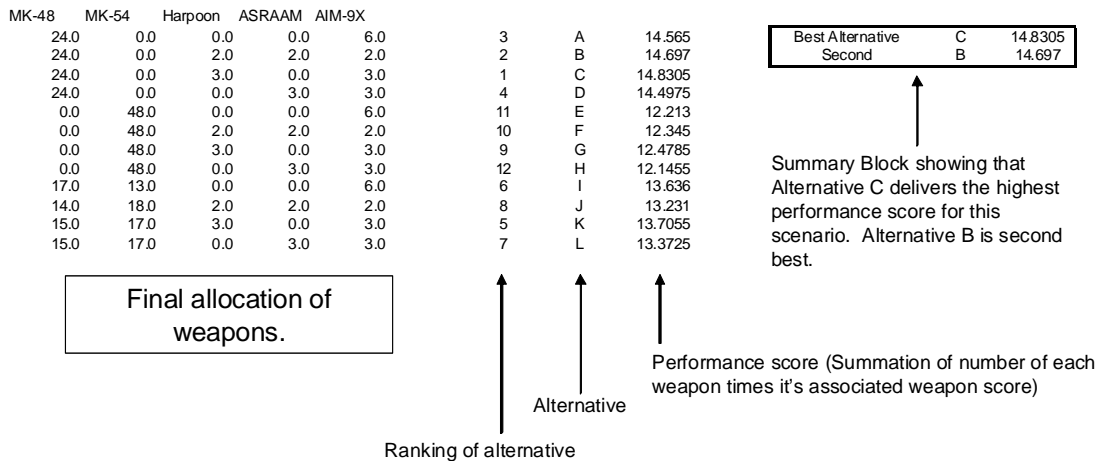 MK-48 MK-54 Harpoon ASRAAM AIM-9X
24.0 0.0 0.0 0.0 6.0 3 A 14.565
24.0 0.0 2.0 2.0 2.0 2 B 14.697
24.0 0.0 3.0 0.0 3.0 1 C 14.8305
24.0 0.0 0.0 3.0 3.0 4 D 14.4975
0.0 48.0 0.0 0.0 6.0 11 E 12.213
0.0 48.0 2.0 2.0 2.0 10 F 12.345
0.0 48.0 3.0 0.0 3.0 9 G 12.4785
0.0 48.0 0.0 3.0 3.0 12 H 12.1455
17.0 13.0 0.0 0.0 6.0 6 I 13.636
14.0 18.0 2.0 2.0 2.0 8 J 13.231
15.0 17.0 3.0 0.0 3.0 5 K 13.7055
15.0 17.0 0.0 3.0 3.0 7 L 13.3725
Best Alternative C 14.8305
Second B 14.697
Summary Block showing that
Alternative C delivers the highest
performance score for this
scenario. Alternative B is second
best.
Final allocation of
weapons.
Performance score (Summation of number of each
weapon times it's associated weapon score)
Alternative
Ranking of alternative